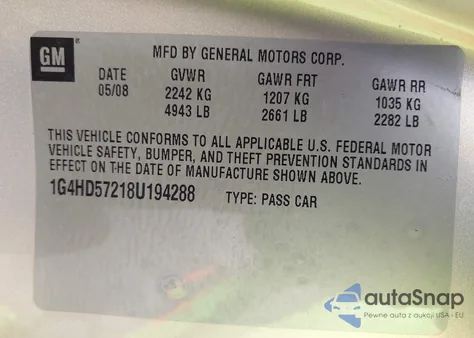 GM
MFD BY GENERAL MOTORS CORP.
DATE GVWR GAWR FRT GAWR RR
05/08 2242 KG 1207 KG 1035 KG
4943 LB 2661 LB 2282 LB
THIS VEHICLE CONFORMS TO ALL APPLICABLE U.S. FEDERAL MOTOR
VEHICLE SAFETY, BUMPER, AND THEFT PREVENTION STANDARDS IN
EFFECT ON THE DATE OF MANUFACTURE SHOWN ABOVE.
1G4HD57218U194288 TYPE: PASS CAR
autoSnap
Pewne auta z aukcji USA - EU